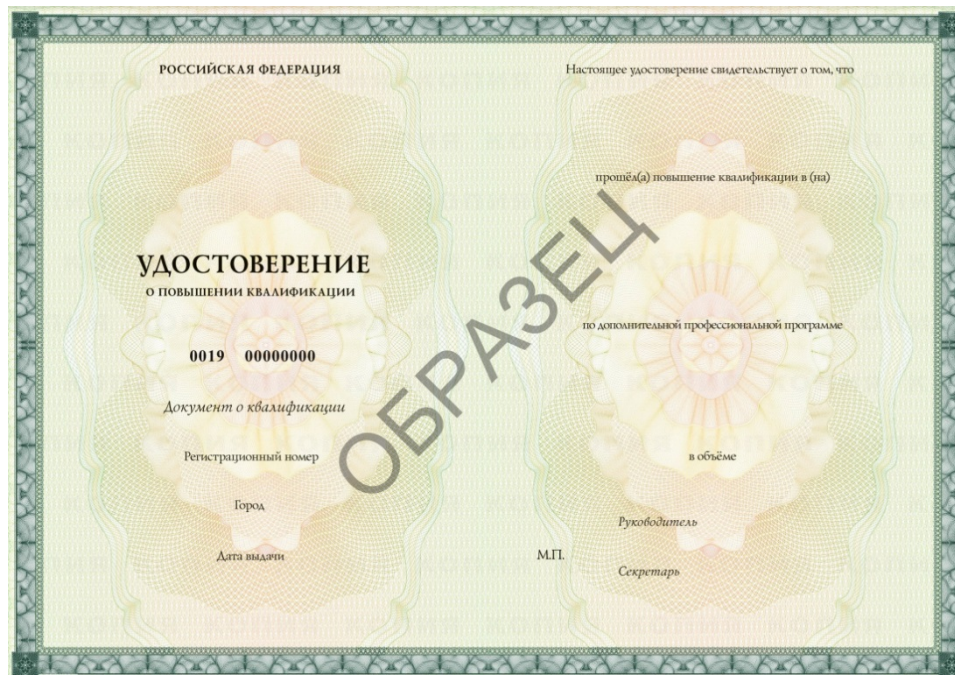 РОССИЙСКАЯ ФЕДЕРАЦИЯ
УДОСТОВЕРЕНИЕ
О ПОВЫШЕНИИ КВАЛИФИКАЦИИ
0019 00000000
Документ о квалификации
Регистрационный номер
Город
Дата выдачи
Настоящее удостоверение свидетельствует о том, что
прошёл(а) повышение квалификации в (на)
по дополнительной профессиональной программе
в объёме
Руководитель
М.П.
Секретарь
ОБРАЗЕЦ